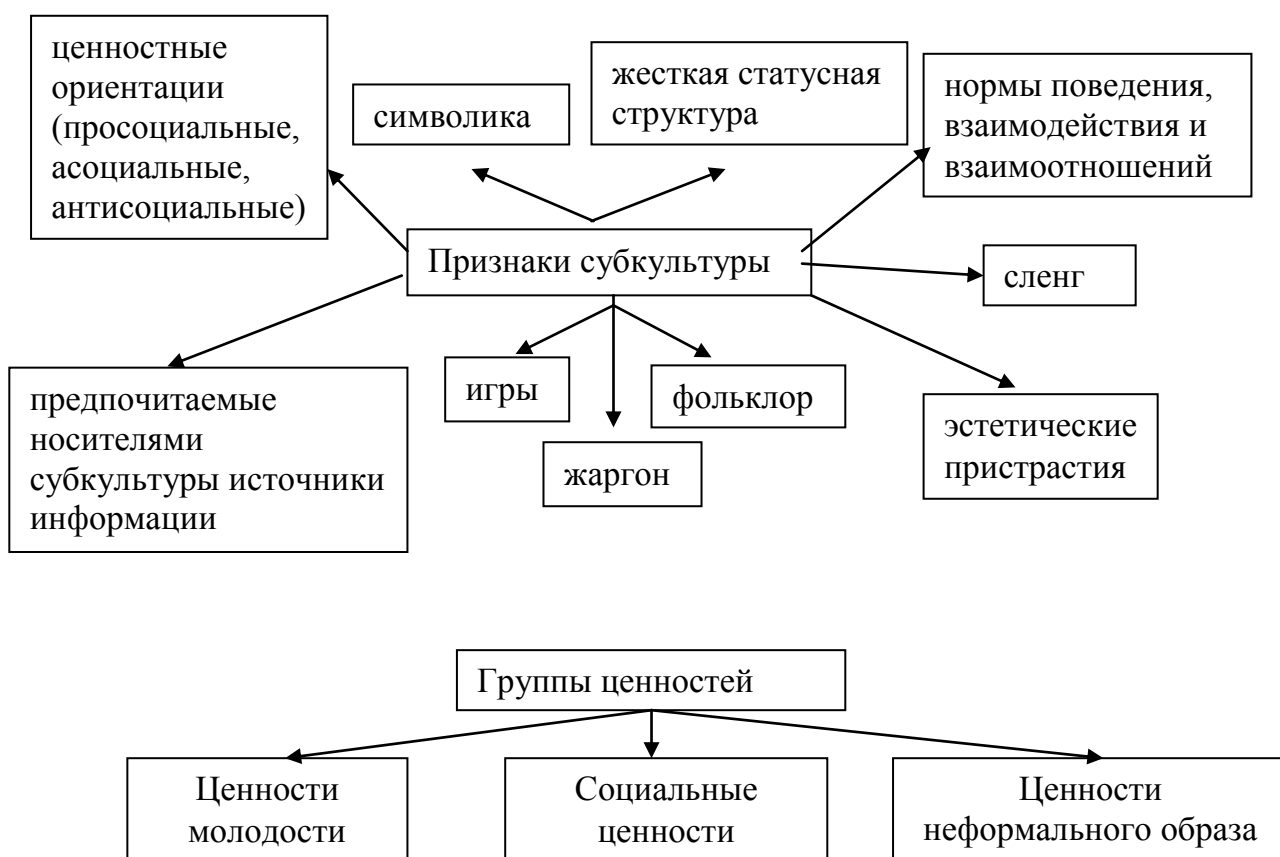 ценностные
ориентации
(просоциальные,
асоциальные,
антисоциальные)
символика
жесткая статусная
структура
нормы поведения,
взаимодействия и
взаимоотношений
Признаки субкультуры
сленг
предпочитаемые
носителями
субкультуры источники
информации
игры
жаргон
фольклор
эстетические
пристрастия
Группы ценностей
Ценности
молодости
Социальные
ценности
Ценности
неформального образа